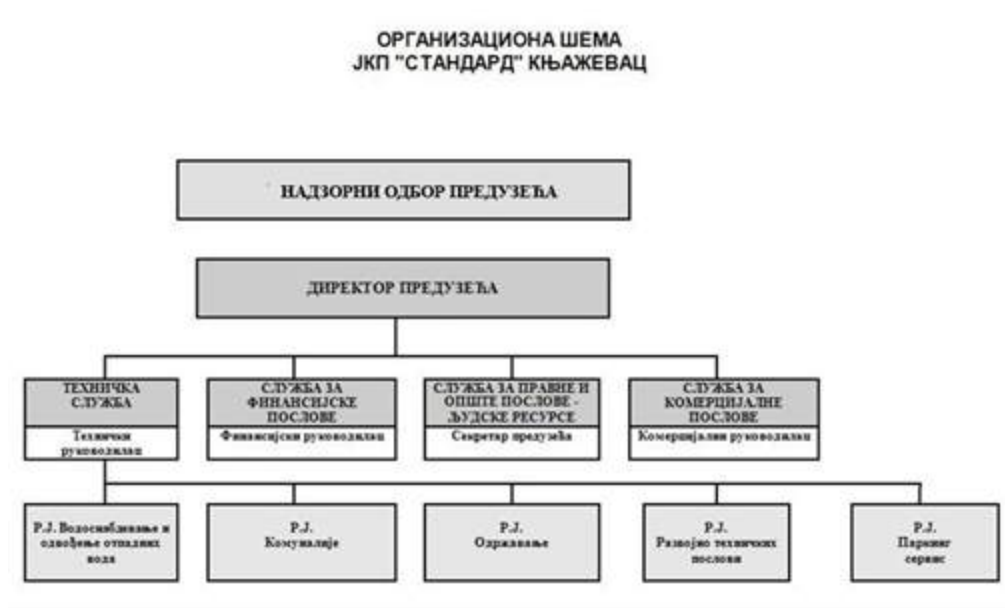 ОРГАНИЗАЦИОНА ШЕМА
ЈКП "СТАНДАРД" КЊАЖЕВАЦ
НАДЗОРНИ ОДБОР ПРЕДУЗЕЋА
ДИРЕКТОР ПРЕДУЗЕЋА
ТЕХНИЧКА
СЛУЖБА
Технички
руководилац
СЛУЖБА ЗА
ФИНАНСИЈСКЕ
ПОСЛОВЕ
Финансијски руководилац
СЛУЖБА ЗА ПРАВНЕ И
ОПШТЕ ПОСЛОВЕ -
ЉУДСКЕ РЕСУРСЕ
Секретар предузећа
СЛУЖБА ЗА
КОМЕРЦИЈАЛНЕ
ПОСЛОВЕ
Комерцијални руководилац
Р.Ј. Водоснабдевање и
одвођење отпадних
вода
Р.Ј.
Комуналије
Р.Ј.
Одржавање
Р.Ј.
Развојно техничких
послови
Р.Ј.
Паркинг
сервис